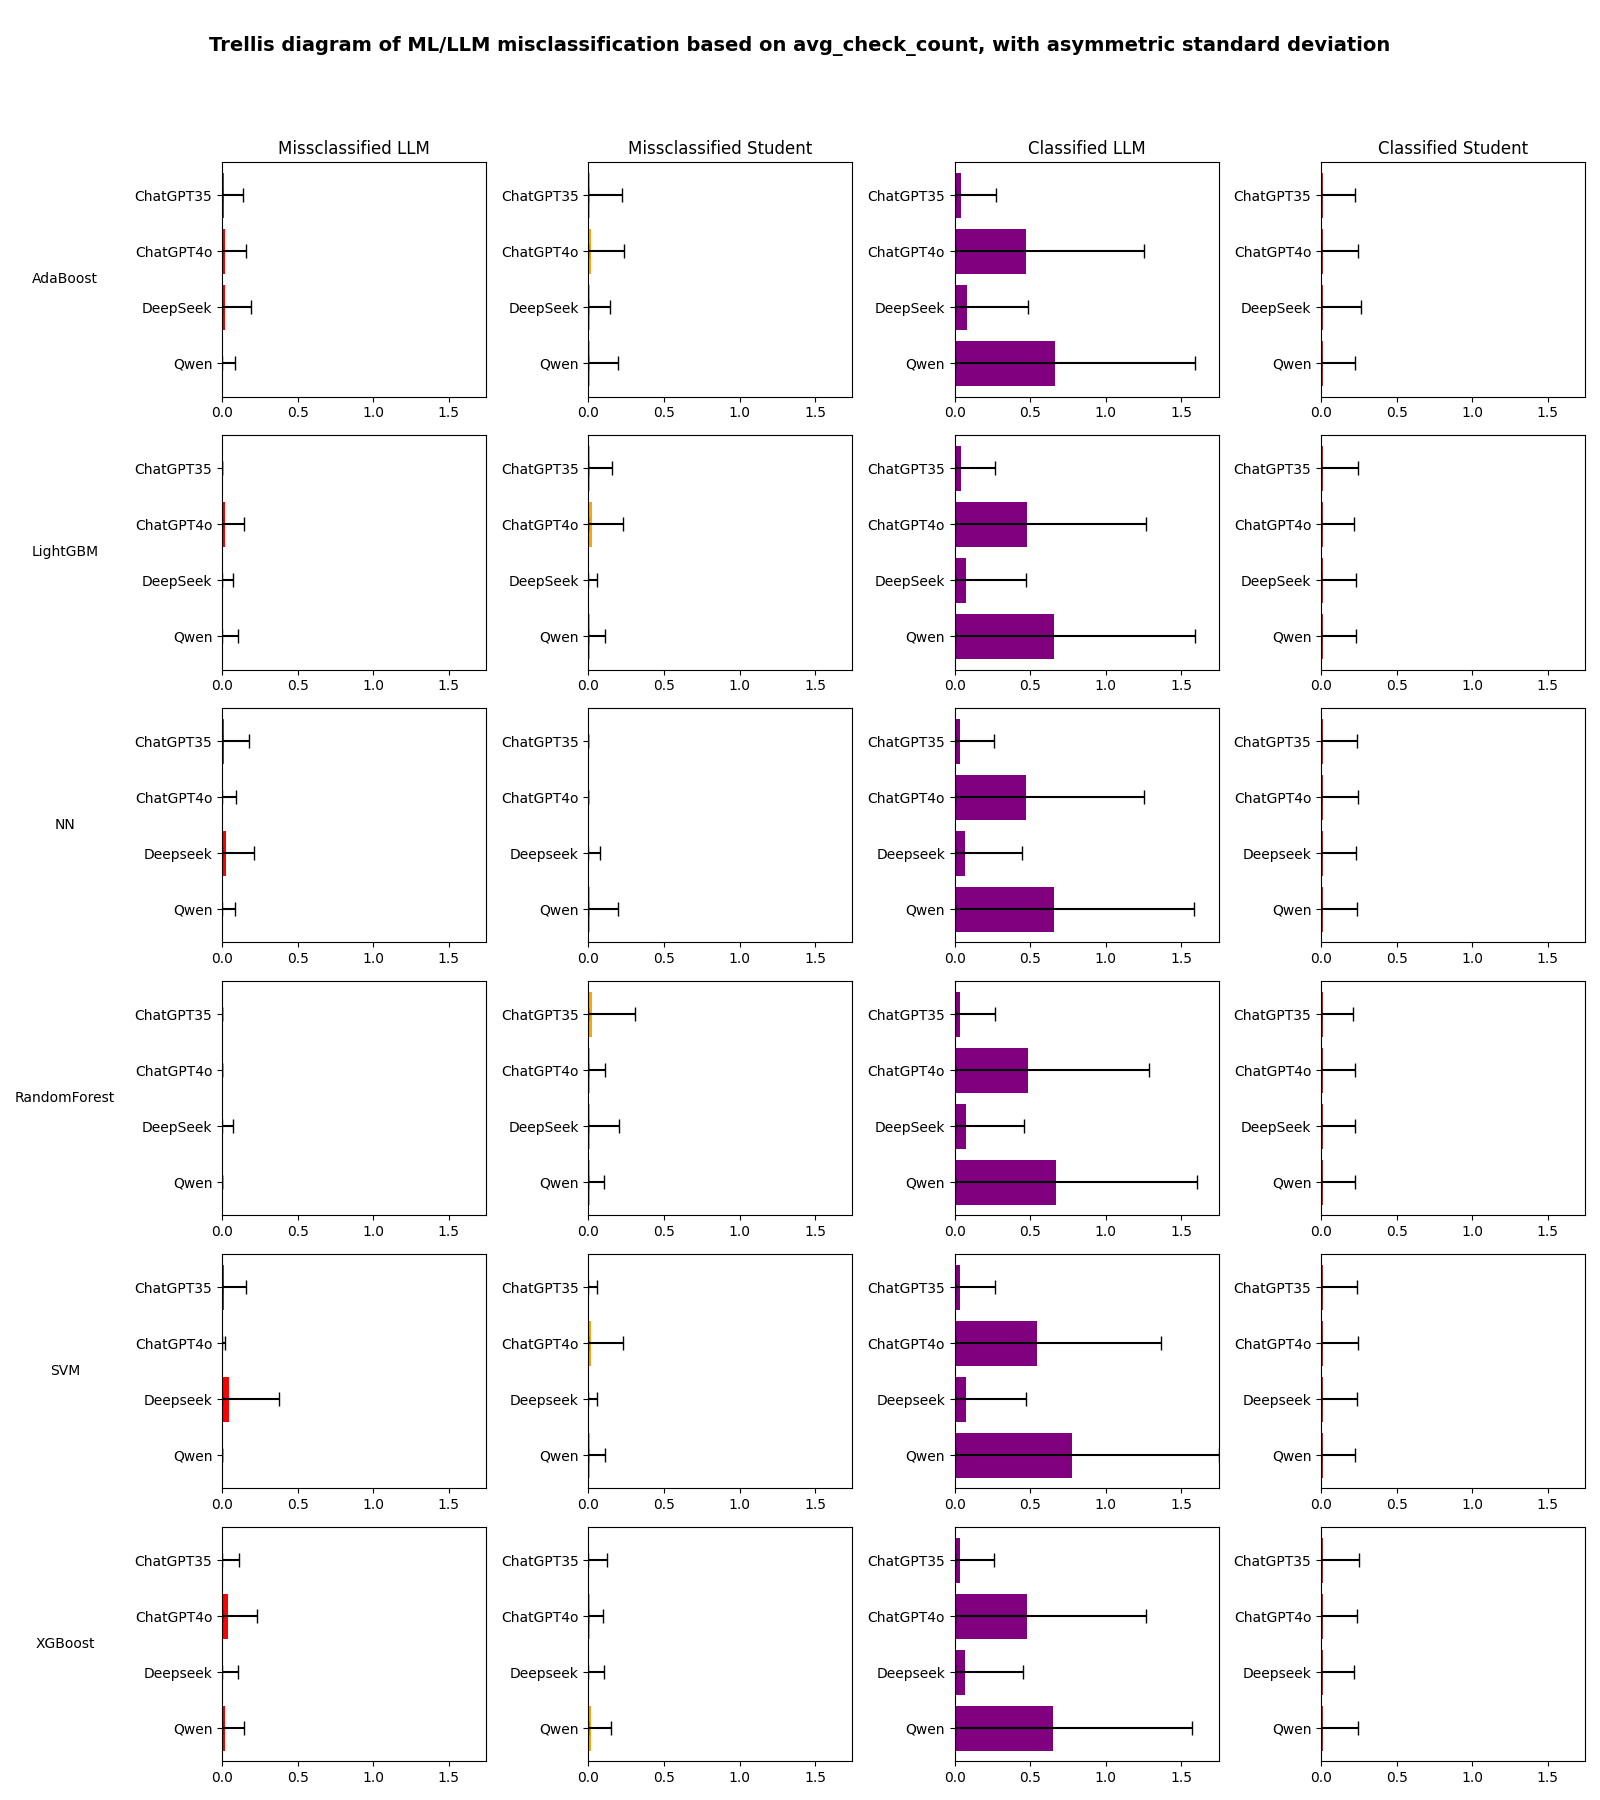 Trellis diagram of ML/LLM misclassification based on avg_check_count, with asymmetric standard deviation
Missclassified LLM Missclassified Student Classified LLM Classified Student
AdaBoost
ChatGPT35 ChatGPT35 ChatGPT35 ChatGPT35
ChatGPT4o ChatGPT4o ChatGPT4o ChatGPT4o
DeepSeek DeepSeek DeepSeek DeepSeek
Qwen Qwen Qwen Qwen
0.0 0.5 1.0 1.5 0.0 0.5 1.0 1.5 0.0 0.5 1.0 1.5 0.0 0.5 1.0 1.5
LightGBM
ChatGPT35 ChatGPT35 ChatGPT35 ChatGPT35
ChatGPT4o ChatGPT4o ChatGPT4o ChatGPT4o
DeepSeek DeepSeek DeepSeek DeepSeek
Qwen Qwen Qwen Qwen
0.0 0.5 1.0 1.5 0.0 0.5 1.0 1.5 0.0 0.5 1.0 1.5 0.0 0.5 1.0 1.5
NN
ChatGPT35 ChatGPT35 ChatGPT35 ChatGPT35
ChatGPT4o ChatGPT4o ChatGPT4o ChatGPT4o
Deepseek Deepseek Deepseek Deepseek
Qwen Qwen Qwen Qwen
0.0 0.5 1.0 1.5 0.0 0.5 1.0 1.5 0.0 0.5 1.0 1.5 0.0 0.5 1.0 1.5
RandomForest
ChatGPT35 ChatGPT35 ChatGPT35 ChatGPT35
ChatGPT4o ChatGPT4o ChatGPT4o ChatGPT4o
DeepSeek DeepSeek DeepSeek DeepSeek
Qwen Qwen Qwen Qwen
0.0 0.5 1.0 1.5 0.0 0.5 1.0 1.5 0.0 0.5 1.0 1.5 0.0 0.5 1.0 1.5
SVM
ChatGPT35 ChatGPT35 ChatGPT35 ChatGPT35
ChatGPT4o ChatGPT4o ChatGPT4o ChatGPT4o
Deepseek Deepseek Deepseek Deepseek
Qwen Qwen Qwen Qwen
0.0 0.5 1.0 1.5 0.0 0.5 1.0 1.5 0.0 0.5 1.0 1.5 0.0 0.5 1.0 1.5
XGBoost
ChatGPT35 ChatGPT35 ChatGPT35 ChatGPT35
ChatGPT4o ChatGPT4o ChatGPT4o ChatGPT4o
Deepseek Deepseek Deepseek Deepseek
Qwen Qwen Qwen Qwen
0.0 0.5 1.0 1.5 0.0 0.5 1.0 1.5 0.0 0.5 1.0 1.5 0.0 0.5 1.0 1.5